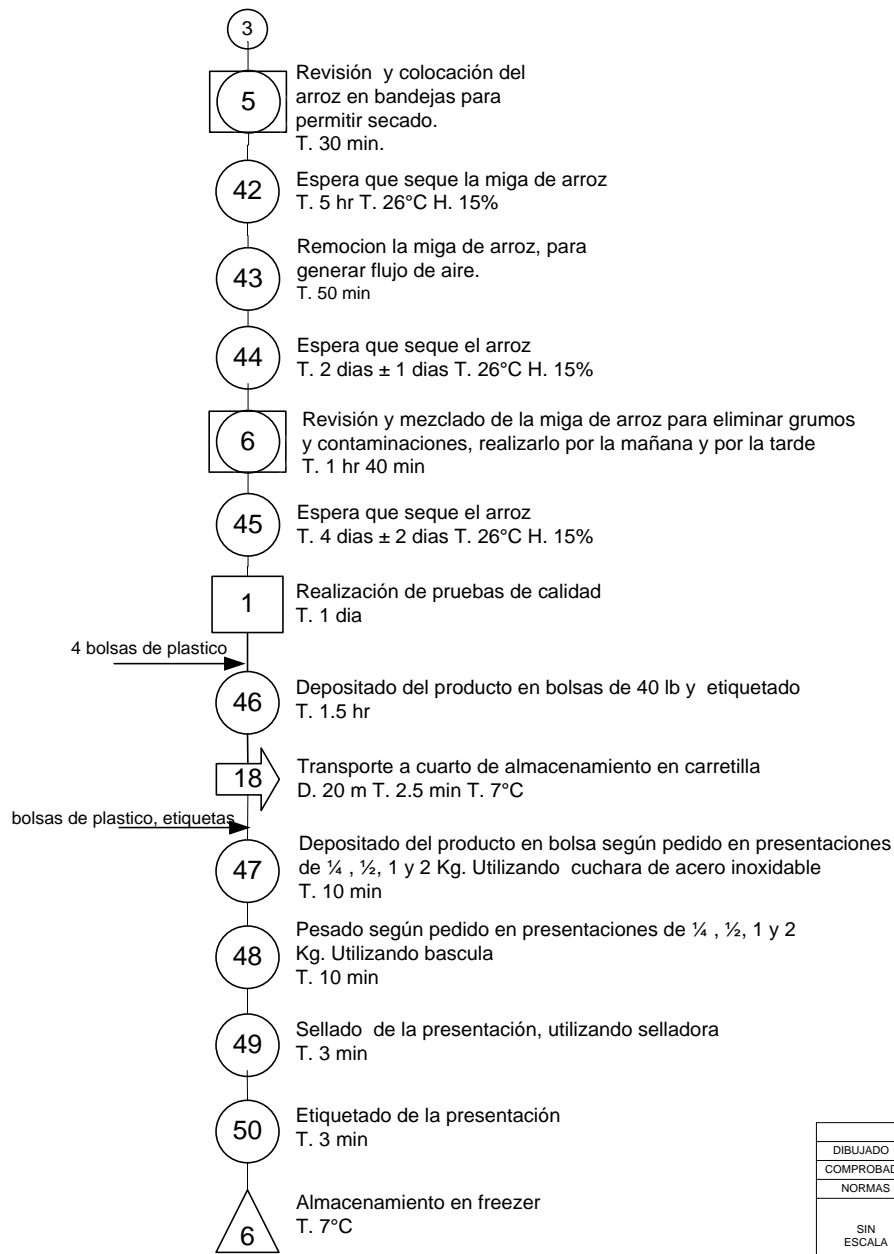 3
5
Revisión y colocación del
arroz en bandejas para
permitir secado.
T. 30 min.
42
Espera que seque la miga de arroz
T. 5 hr T. 26°C H. 15%
43
Remocion la miga de arroz, para
generar flujo de aire.
T. 50 min
44
Espera que seque el arroz
T. 2 dias ± 1 dias T. 26°C H. 15%
6
Revisión y mezclado de la miga de arroz para eliminar grumos
y contaminaciones, realizarlo por la mañana y por la tarde
T. 1 hr 40 min
45
Espera que seque el arroz
T. 4 dias ± 2 dias T. 26°C H. 15%
1
Realización de pruebas de calidad
T. 1 dia
4 bolsas de plastico
46
Depositado del producto en bolsas de 40 lb y etiquetado
T. 1.5 hr
18
Transporte a cuarto de almacenamiento en carretilla
D. 20 m T. 2.5 min T. 7°C
bolsas de plastico, etiquetas
47
Depositado del producto en bolsa según pedido en presentaciones
de ¼ , ½, 1 y 2 Kg. Utilizando cuchara de acero inoxidable
T. 10 min
48
Pesado según pedido en presentaciones de ¼ , ½, 1 y 2
Kg. Utilizando bascula
T. 10 min
49
Sellado de la presentación, utilizando selladora
T. 3 min
50
Etiquetado de la presentación
T. 3 min
6
Almacenamiento en freezer
T. 7°C
DIBUJADO
COMPROBAD
NORMAS
SIN
ESCALA